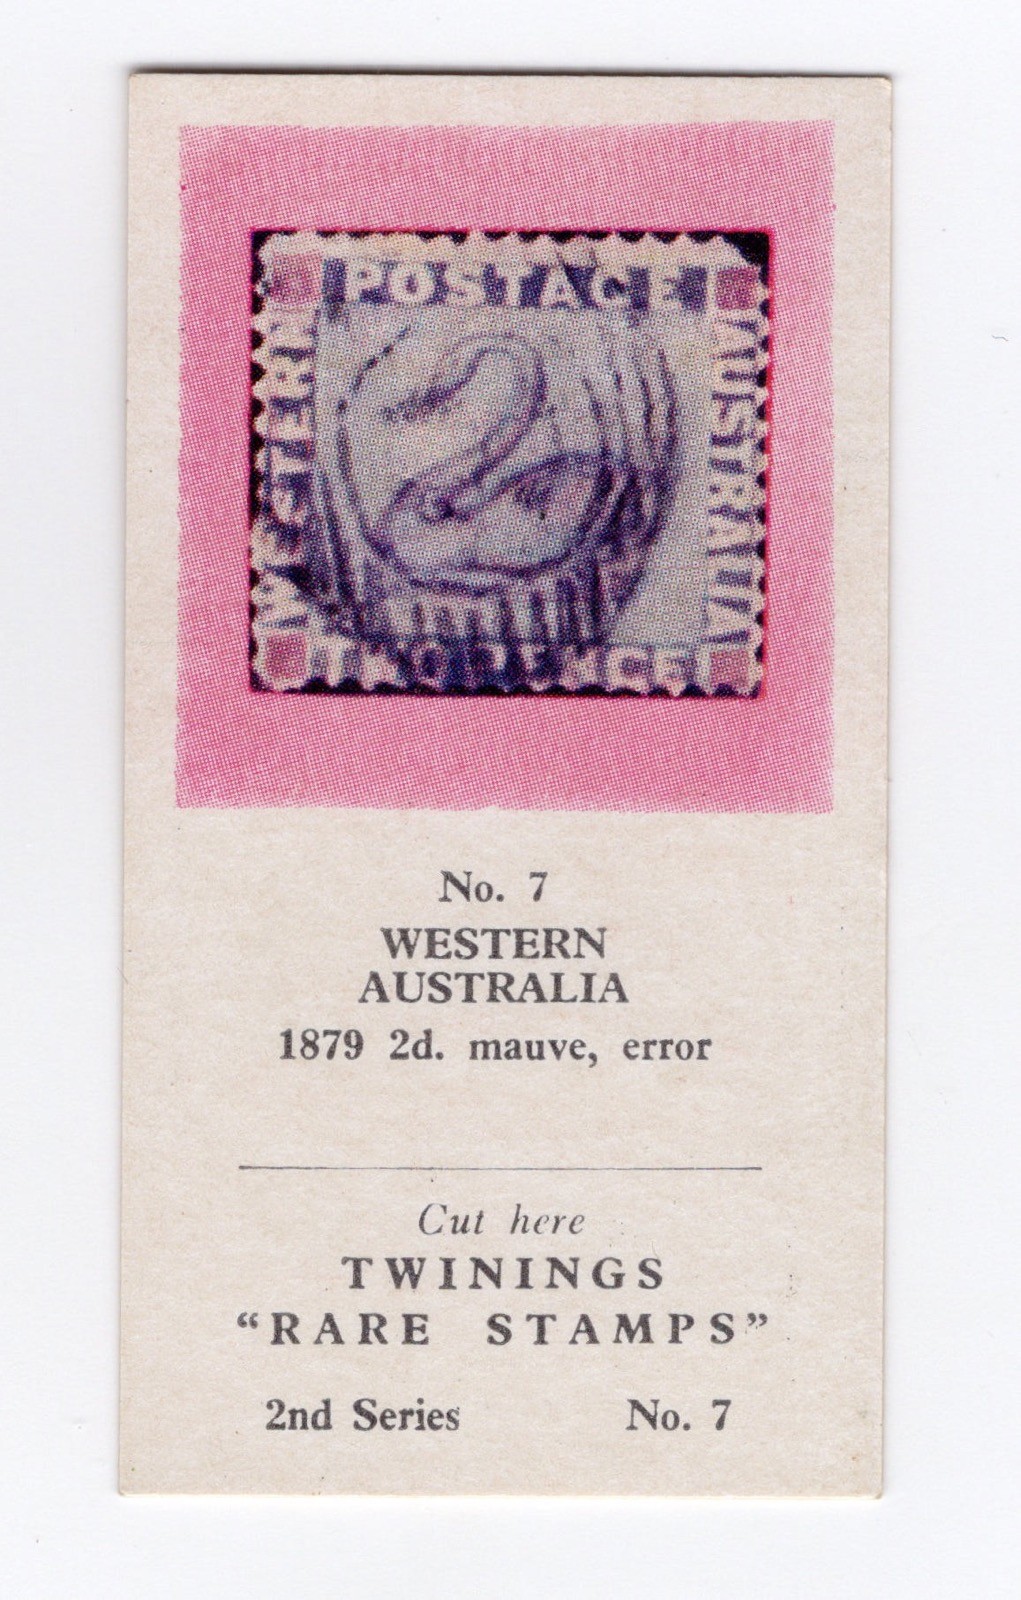 POSTAGE
WESTERN
AUSTRALIA
TWO PENCE
No. 7
WESTERN
AUSTRALIA
1879 2d. mauve, error
Cut here
TWININGS
“RARE STAMPS”
2nd Series No. 7